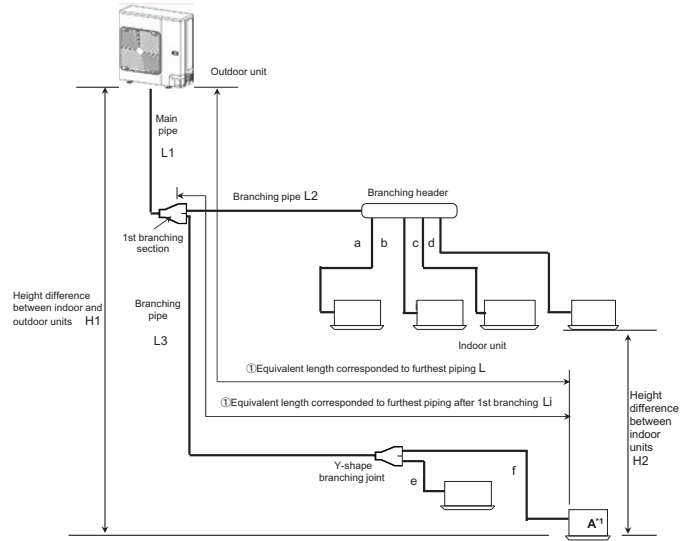 Outdoor unit
Main
pipe
L1
Branching pipe L2
Branching header
1st branching
section
a
b
c
d
Height difference
between indoor and
outdoor units H1
Branching
pipe
L3
Indoor unit
①Equivalent length corresponded to furthest piping L
①Equivalent length corresponded to furthest piping after 1st branching Li
Height
difference
between
indoor
units
H2
Y-shape
branching joint
e
f
A*1